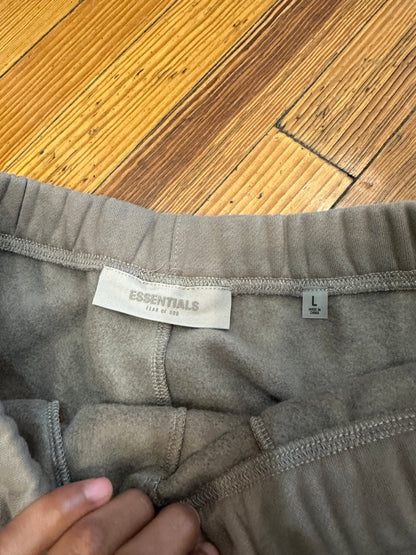 ESSENTIALS
FEAR OF GOD
L
MADE IN
CHINA